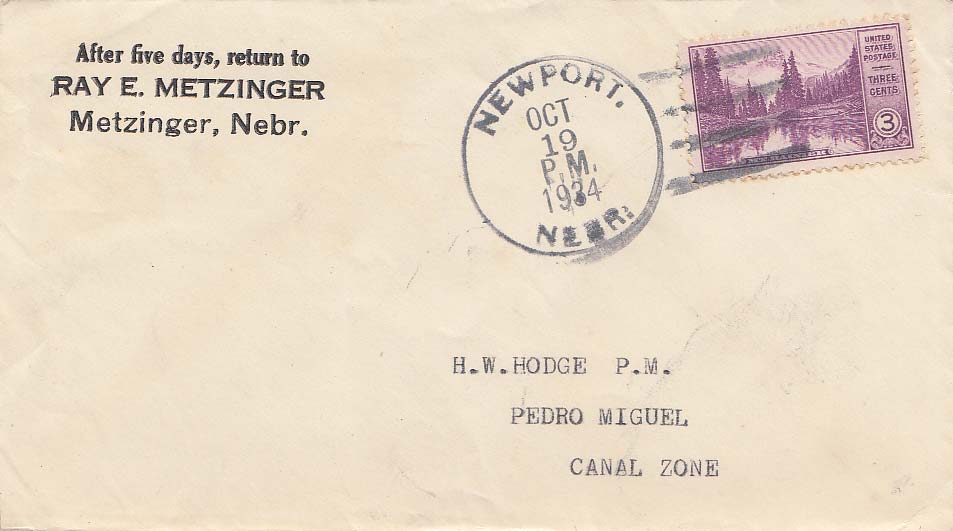 After five days, return to
RAY E. METZINGER
Metzinger, Nebr.
NEWPORT.
OCT
19
P.M.
1934
NEBR.
UNITED
STATES
POSTAGE
THREE
CENTS
3
H.W.HODGE P.M.
PEDRO MIGUEL
CANAL ZONE